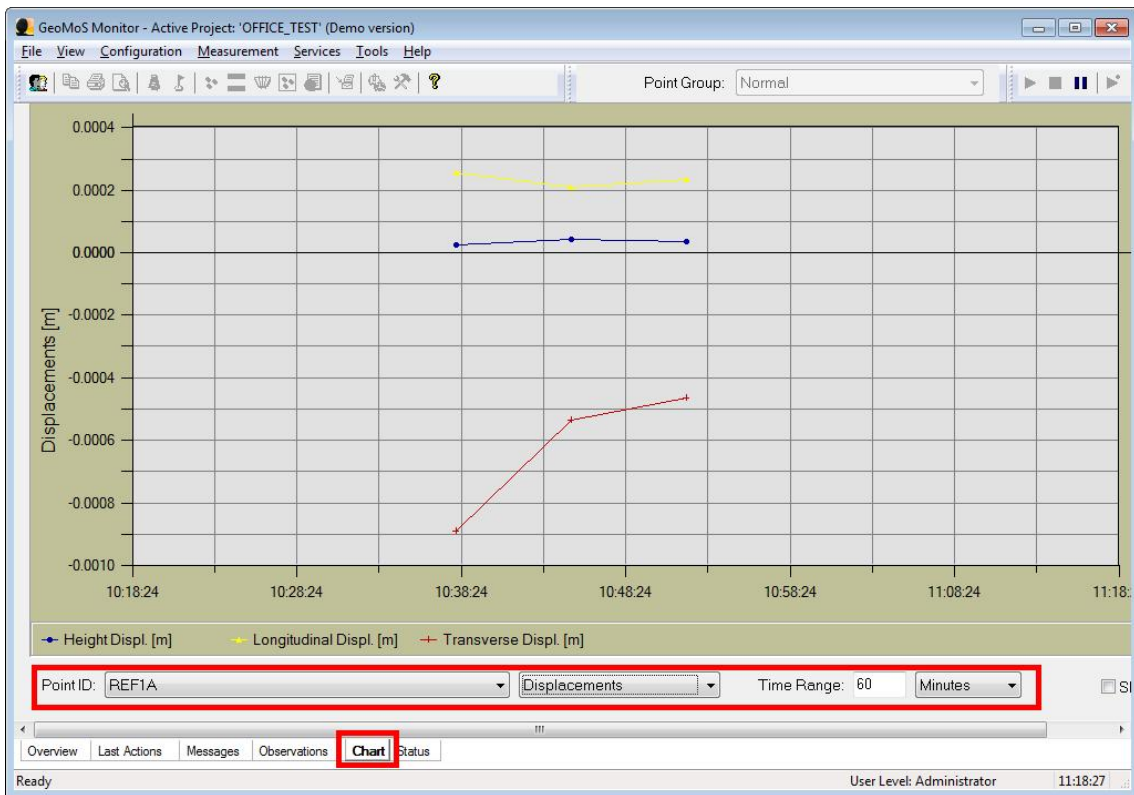 GeoMoS Monitor - Active Project: 'OFFICE_TEST' (Demo version)
File View Configuration Measurement Services Tools Help
Point Group: Normal
0.0004
0.0002
0.0000
-0.0002
-0.0004
-0.0006
-0.0008
-0.0010
Displacements [m]
10:18:24 10:28:24 10:38:24 10:48:24 10:58:24 11:08:24 11:18:
Height Displ. [m] Longitudinal Displ. [m] Transverse Displ. [m]
Point ID: REF1A Displacements Time Range: 60 Minutes
Overview Last Actions Messages Observations Chart Status
Ready User Level: Administrator 11:18:27